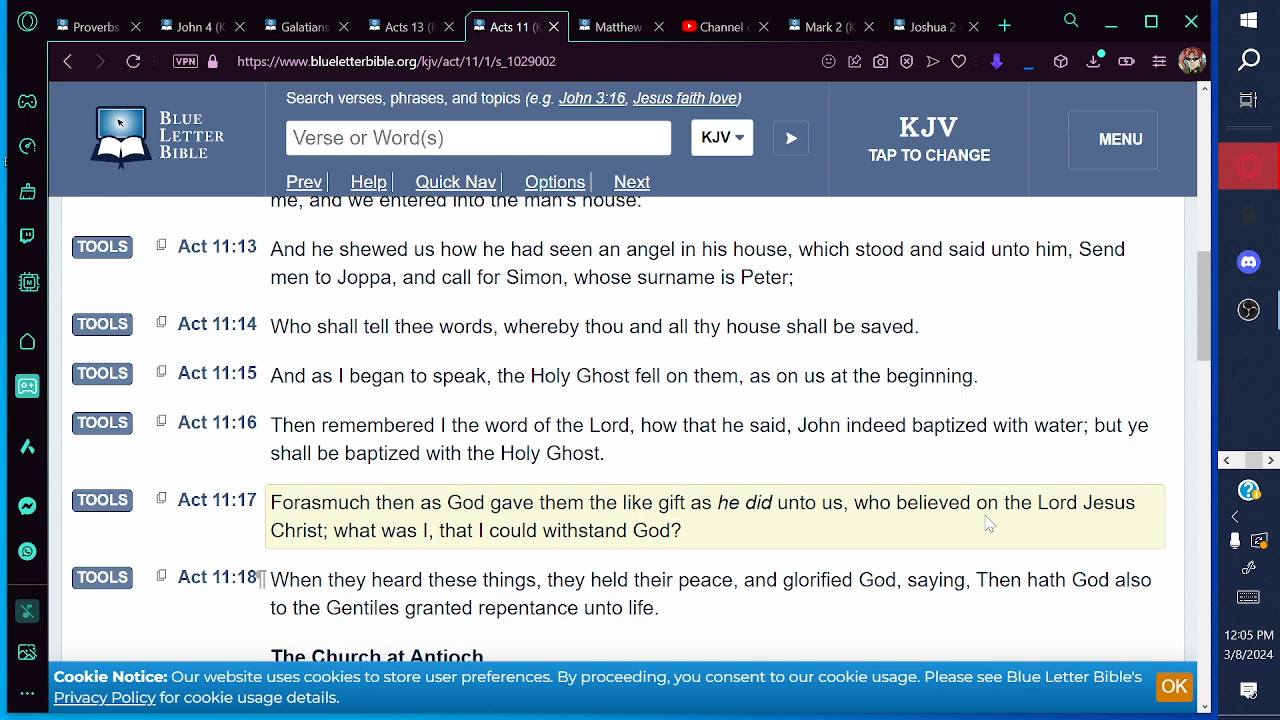 Proverbs
John 4 (
Galatians
Acts 13 (
Acts 11 (
Matthew
Channel c
Mark 2 (
Joshua 2
VPN
https://www.blueletterbible.org/kjv/act/11/1/s_1029002
BLUE
LETTER
BIBLE
Search verses, phrases, and topics (e.g. John 3:16, Jesus faith love)
Verse or Word(s)
KJV
KJV
TAP TO CHANGE
MENU
Prev | Help | Quick Nav | Options | Next
me, and we entered into the man's house:
TOOLS Act 11:13 And he shewed us how he had seen an angel in his house, which stood and said unto him, Send
men to Joppa, and call for Simon, whose surname is Peter;
TOOLS Act 11:14 Who shall tell thee words, whereby thou and all thy house shall be saved.
TOOLS Act 11:15 And as I began to speak, the Holy Ghost fell on them, as on us at the beginning.
TOOLS Act 11:16 Then remembered I the word of the Lord, how that he said, John indeed baptized with water; but ye
shall be baptized with the Holy Ghost.
TOOLS Act 11:17 Forasmuch then as God gave them the like gift as he did unto us, who believed on the Lord Jesus
Christ; what was I, that I could withstand God?
TOOLS Act 11:18 ¶ When they heard these things, they held their peace, and glorified God, saying, Then hath God also
to the Gentiles granted repentance unto life.
The Church at Antioch
Cookie Notice: Our website uses cookies to store user preferences. By proceeding, you consent to our cookie usage. Please see Blue Letter Bible's
Privacy Policy for cookie usage details.
OK
12:05 PM
3/8/2024